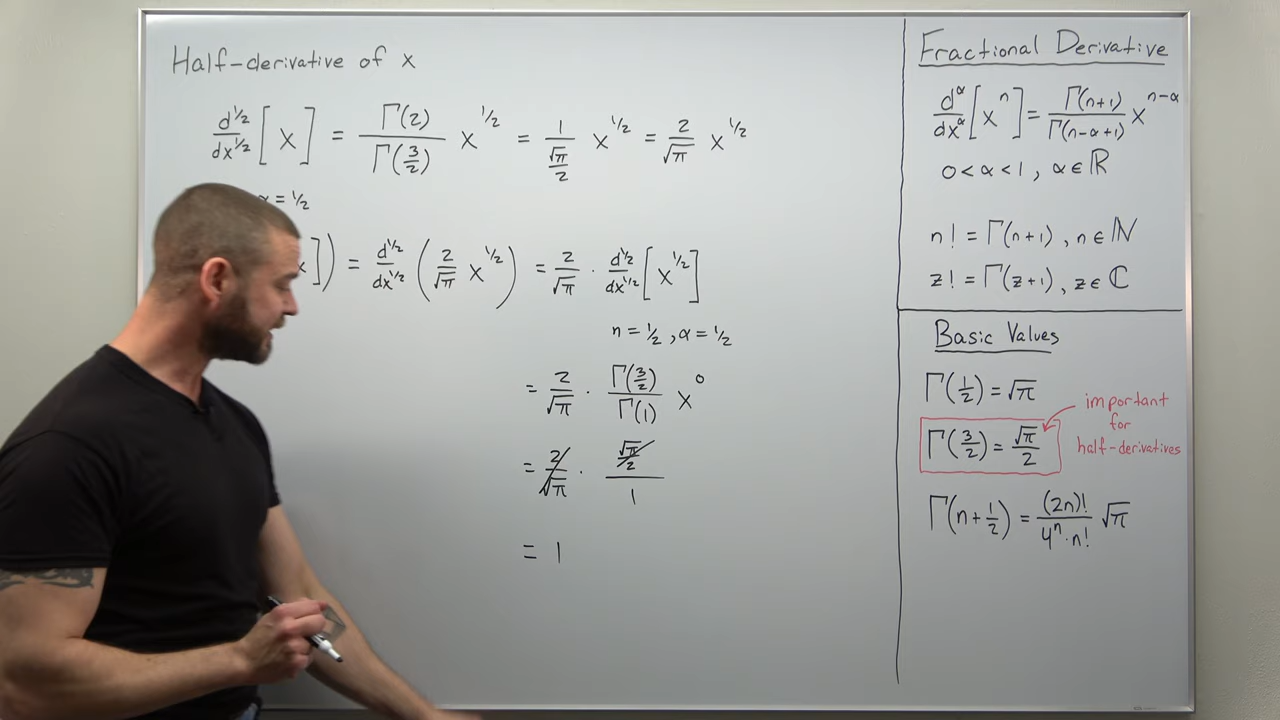 Half-derivative of x
d^1/2/dx^1/2 [x] = Γ(2)/Γ(3/2) x^1/2 = 1/(√π/2) x^1/2 = 2/√π x^1/2
= 1/2
x]) = d^1/2/dx^1/2 (2/√π x^1/2) = 2/√π · d^1/2/dx^1/2 [x^1/2]
n = 1/2, α = 1/2
= 2/√π · Γ(3/2)/Γ(1) x^0
= 2/√π · (√π/2)/1
= 1
Fractional Derivative
d^α/dx^α [x^n] = Γ(n+1)/Γ(n-α+1) x^n-α
0 < α < 1, α ∈ ℝ
n! = Γ(n+1), n ∈ ℕ
z! = Γ(z+1), z ∈ ℂ
Basic Values
Γ(1/2) = √π
Γ(3/2) = √π/2
important
for
half-derivatives
Γ(n+1/2) = (2n)!/(4^n·n!) √π